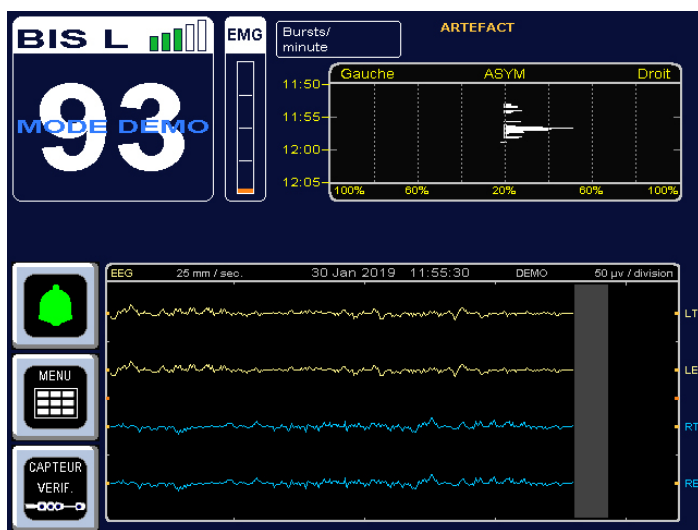 BIS L
EMG
Bursts/
minute
ARTEFACT
93
MODE DEMO
Gauche ASYM Droit
11:50
11:55
12:00
12:05
100% 60% 20% 60% 100%
EEG 25 mm / sec. 30 Jan 2019 11:55:30 DEMO 50 µv / division
LT
LE
RT
RE
MENU
CAPTEUR
VERIF.